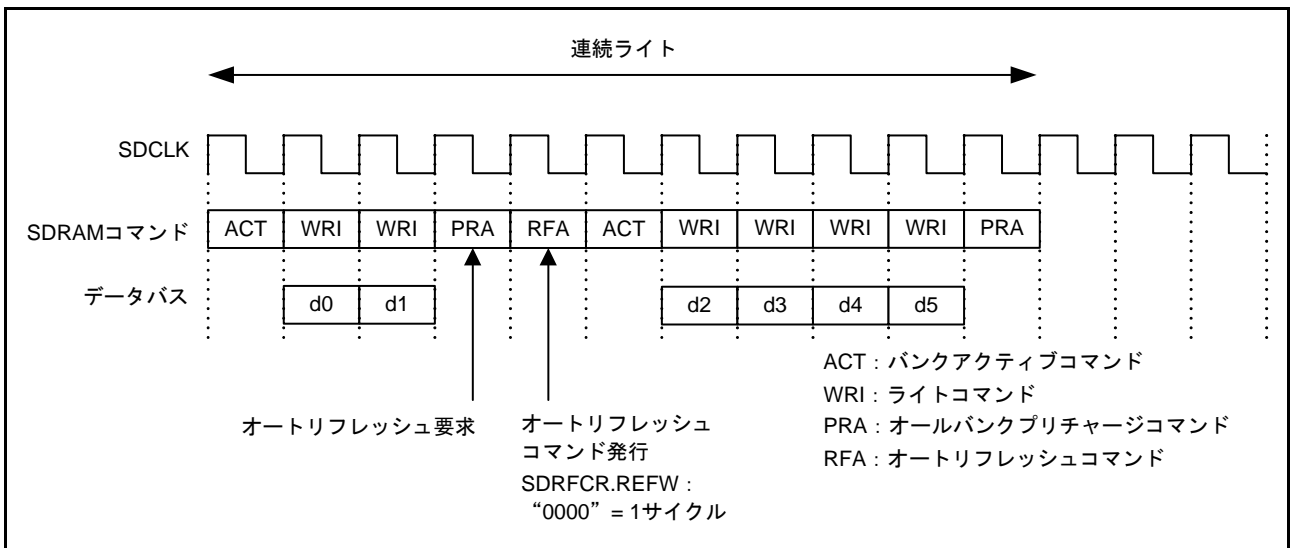 連続ライト
SDCLK
SDRAMコマンド ACT WRI WRI PRA RFA ACT WRI WRI WRI WRI PRA
データバス d0 d1 d2 d3 d4 d5
ACT：バンクアクティブコマンド
WRI：ライトコマンド
PRA：オールバンクプリチャージコマンド
RFA：オートリフレッシュコマンド
オートリフレッシュ要求
オートリフレッシュ
コマンド発行
SDRFCR.REFW：
“0000”= 1サイクル